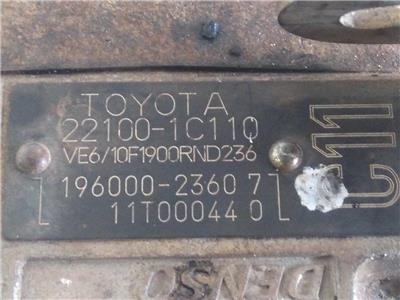 TOYOTA
22100-1C110
VE6/10F1900RND236
196000-2360 7
11T00044 0
C11
DENSO